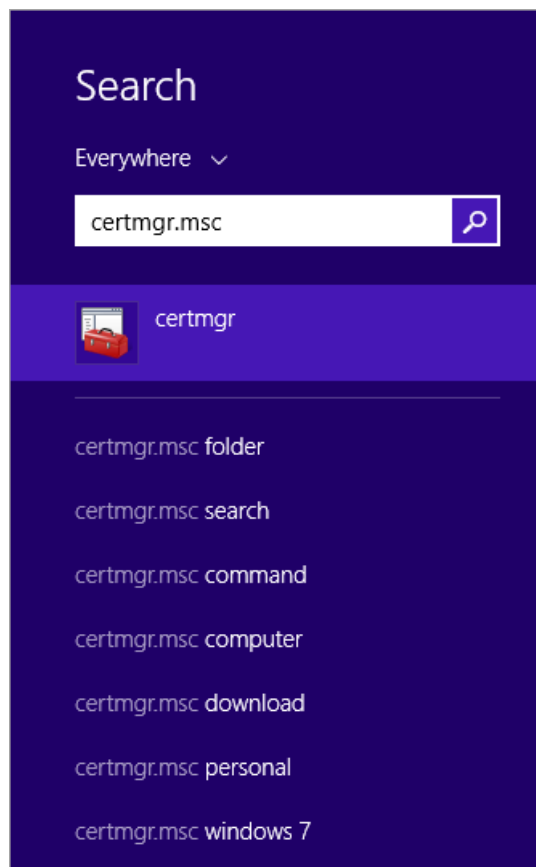 Search
Everywhere
certmgr.msc
certmgr
certmgr.msc folder
certmgr.msc search
certmgr.msc command
certmgr.msc computer
certmgr.msc download
certmgr.msc personal
certmgr.msc windows 7